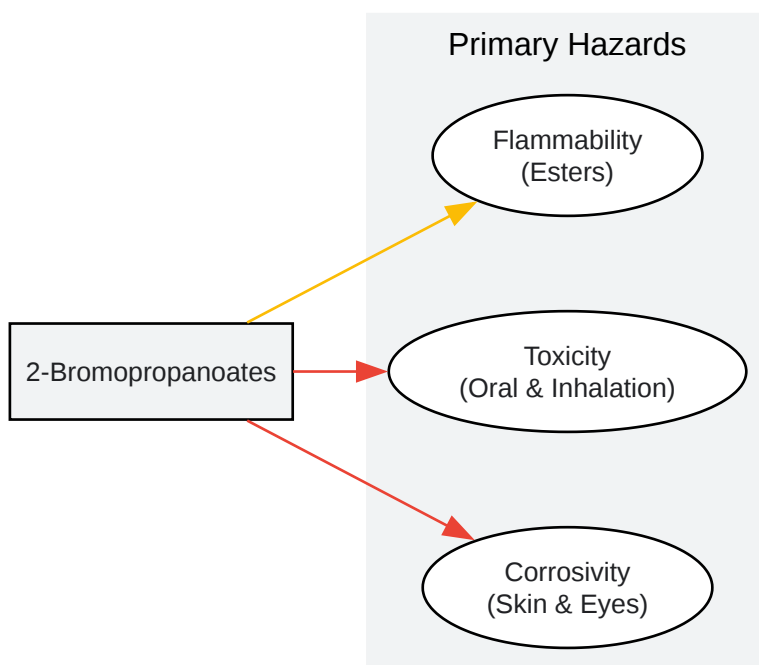 Primary Hazards
Flammability
(Esters)
2-Bromopropanoates
Toxicity
(Oral & Inhalation)
Corrosivity
(Skin & Eyes)